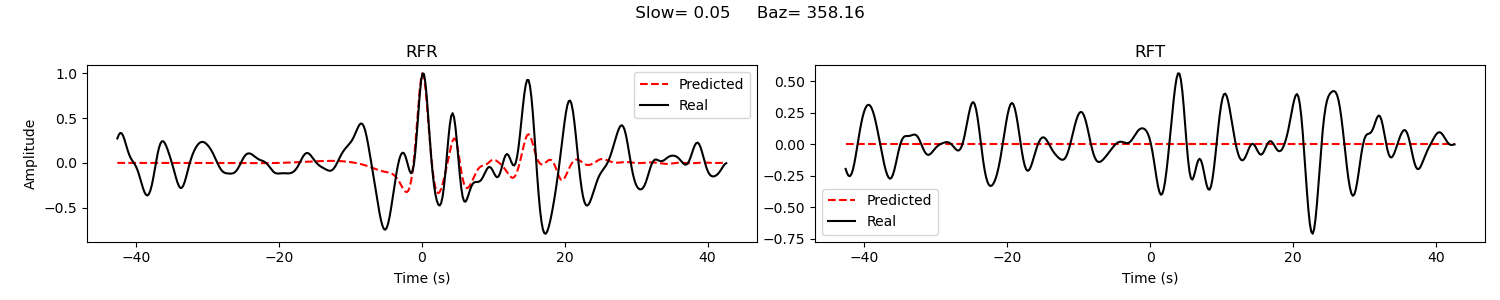 Slow= 0.05 Baz= 358.16
RFR
RFT
Amplitude
1.0
0.5
0.0
−0.5
−40
−20
0
20
40
Time (s)
Predicted
Real
0.50
0.25
0.00
−0.25
−0.50
−0.75
−40
−20
0
20
40
Time (s)
Predicted
Real